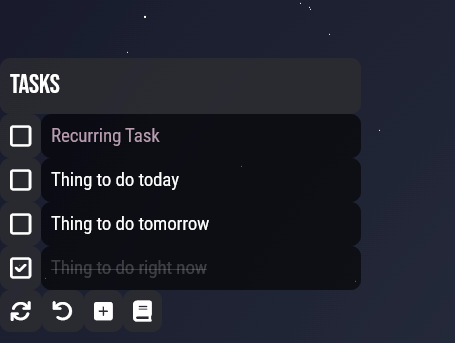 TASKS
Recurring Task
Thing to do today
Thing to do tomorrow
Thing to do right now